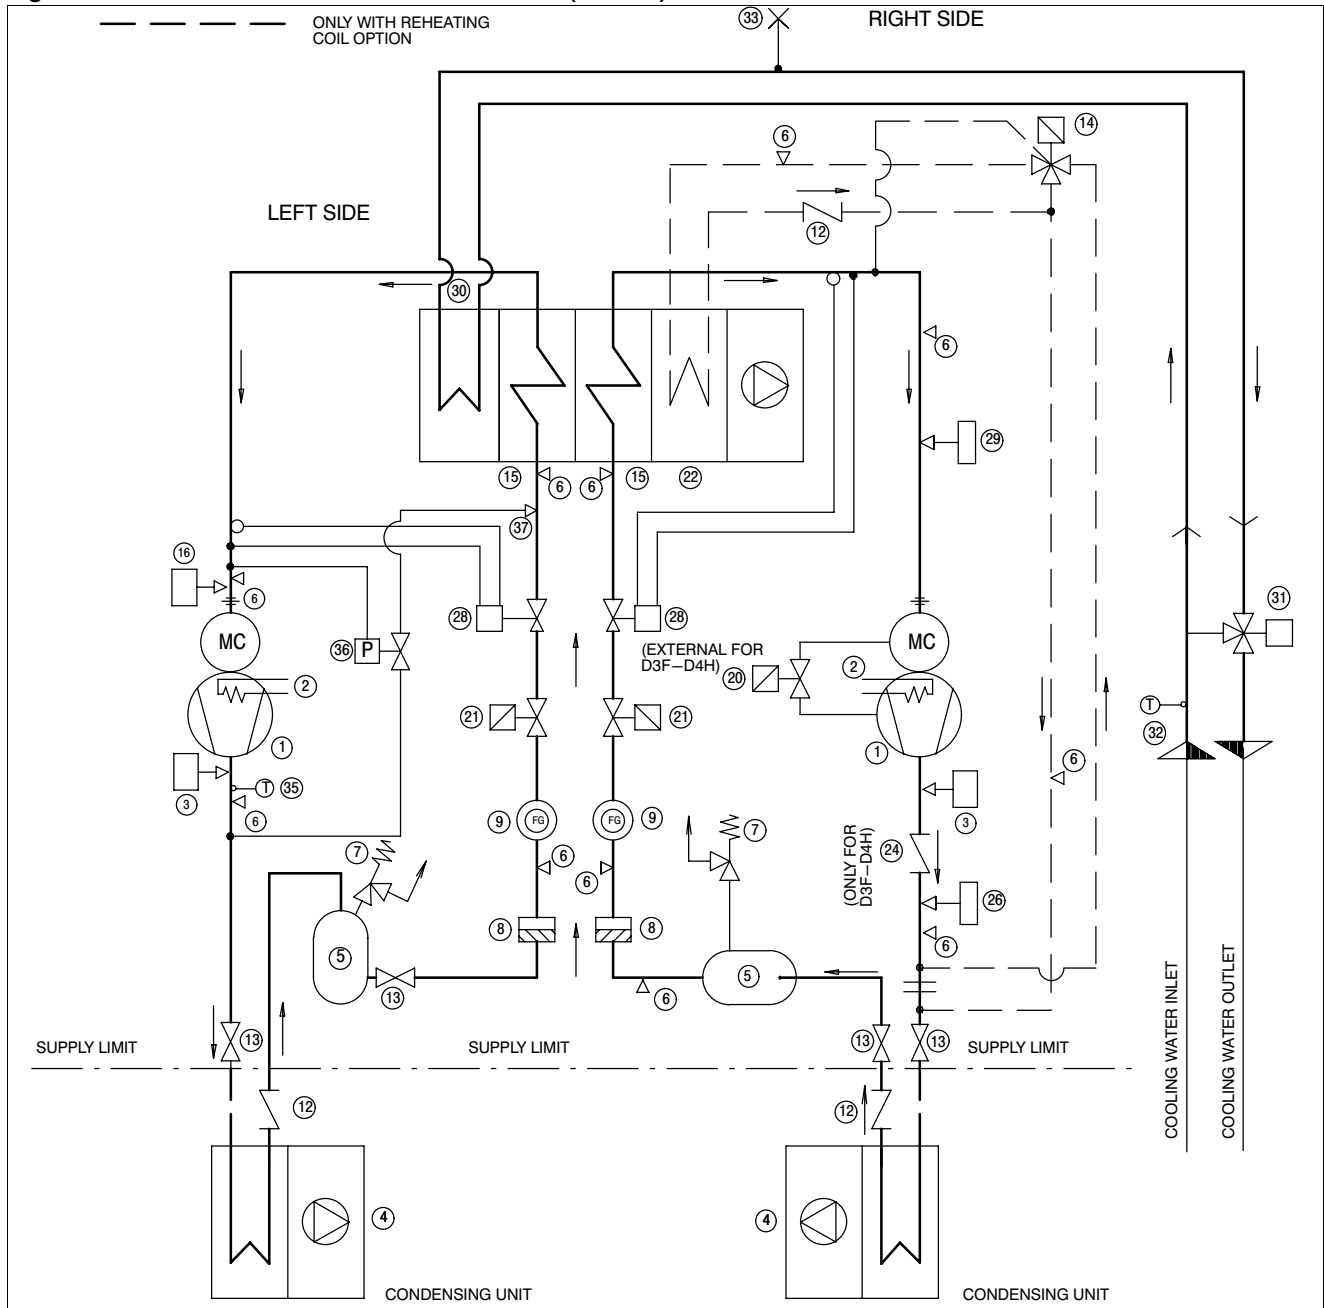 ONLY WITH REHEATING
COIL OPTION
33
RIGHT SIDE
14
6
LEFT SIDE
12
30
6
29
15
6
6
15
22
37
16
6
28
28
31
MC
MC
36
P
(EXTERNAL FOR
D3F–D4H)
20
2
2
21
21
T
32
1
1
3
T
35
6
9
FG
FG
9
7
7
3
6
6
6
24
(ONLY FOR
D3F–D4H)
26
8
8
6
5
5
13
6
13
13
13
SUPPLY LIMIT
SUPPLY LIMIT
SUPPLY LIMIT
12
12
COOLING WATER INLET
COOLING WATER OUTLET
4
4
CONDENSING UNIT
CONDENSING UNIT